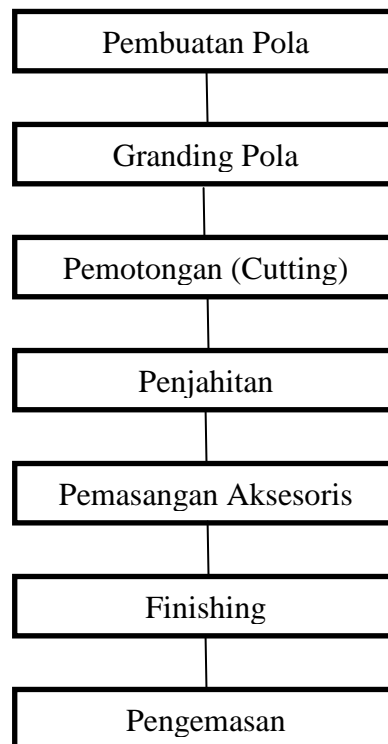 Pembuatan Pola
Granding Pola
Pemotongan (Cutting)
Penjahitan
Pemasangan Aksesoris
Finishing
Pengemasan